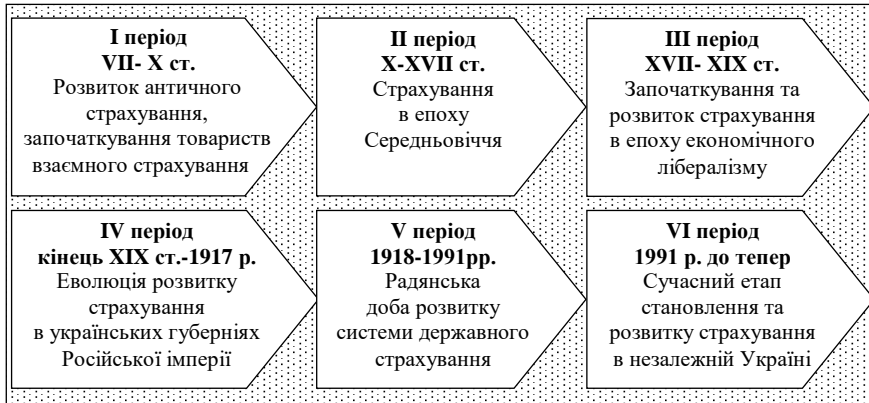 I період
VII- X ст.
Розвиток античного
страхування,
започаткування товариств
взаємного страхування
II період
X-XVII ст.
Страхування
в епоху
Середньовіччя
III період
XVII- XIX ст.
Започаткування та
розвиток страхування
в епоху економічного
лібералізму
IV період
кінець XIX ст.-1917 р.
Еволюція розвитку
страхування
в українських губерніях
Російської імперії
V період
1918-1991рр.
Радянська
доба розвитку
системи державного
страхування
VI період
1991 р. до тепер
Сучасний етап
становлення та
розвитку страхування
в незалежній Україні